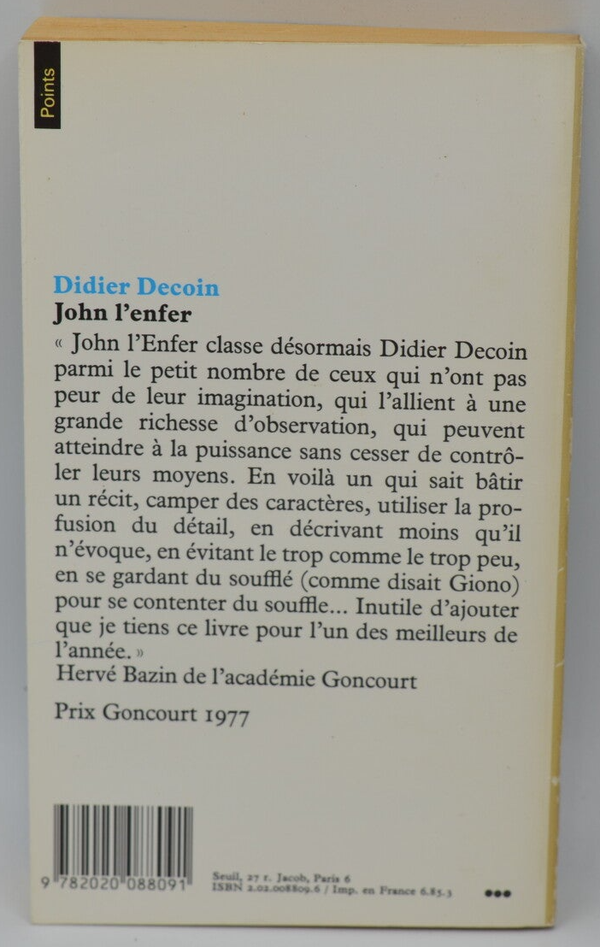 Points
Didier Decoin
John l'enfer
« John l'Enfer classe désormais Didier Decoin
parmi le petit nombre de ceux qui n'ont pas
peur de leur imagination, qui l'allient à une
grande richesse d'observation, qui peuvent
atteindre à la puissance sans cesser de contrô-
ler leurs moyens. En voilà un qui sait bâtir
un récit, camper des caractères, utiliser la pro-
fusion du détail, en décrivant moins qu'il
n'évoque, en évitant le trop comme le trop peu,
en se gardant du soufflé (comme disait Giono)
pour se contenter du souffle... Inutile d'ajouter
que je tiens ce livre pour l'un des meilleurs de
l'année. »
Hervé Bazin de l'académie Goncourt
Prix Goncourt 1977
9 782020 088091
Seuil, 27 r. Jacob, Paris 6
ISBN 2.02.008809.6 / Imp. en France 6.85.3